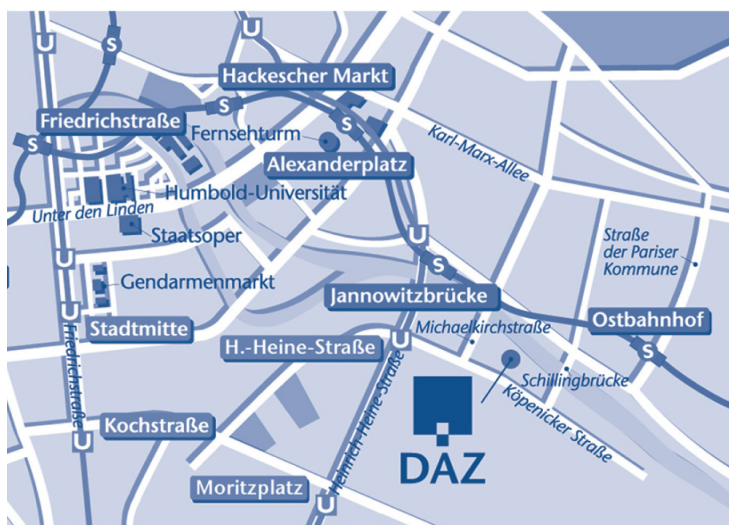 U
U
S
Hackescher Markt
S
Friedrichstraße
S
S
Fernsehturm
Karl-Marx-Allee
Alexanderplatz
Humbold-Universität
Unter den Linden
Staatsoper
U
U
S
Straße
der Pariser
Kommune
Gendarmenmarkt
Jannowitzbrücke
U
Stadtmitte
Michaelkirchstraße
Ostbahnhof
H.-Heine-Straße
U
S
Friedrichstraße
Schillingbrücke
Heinrich-Heine-Straße
Köpenicker Straße
Kochstraße
U
DAZ
Moritzplatz
U